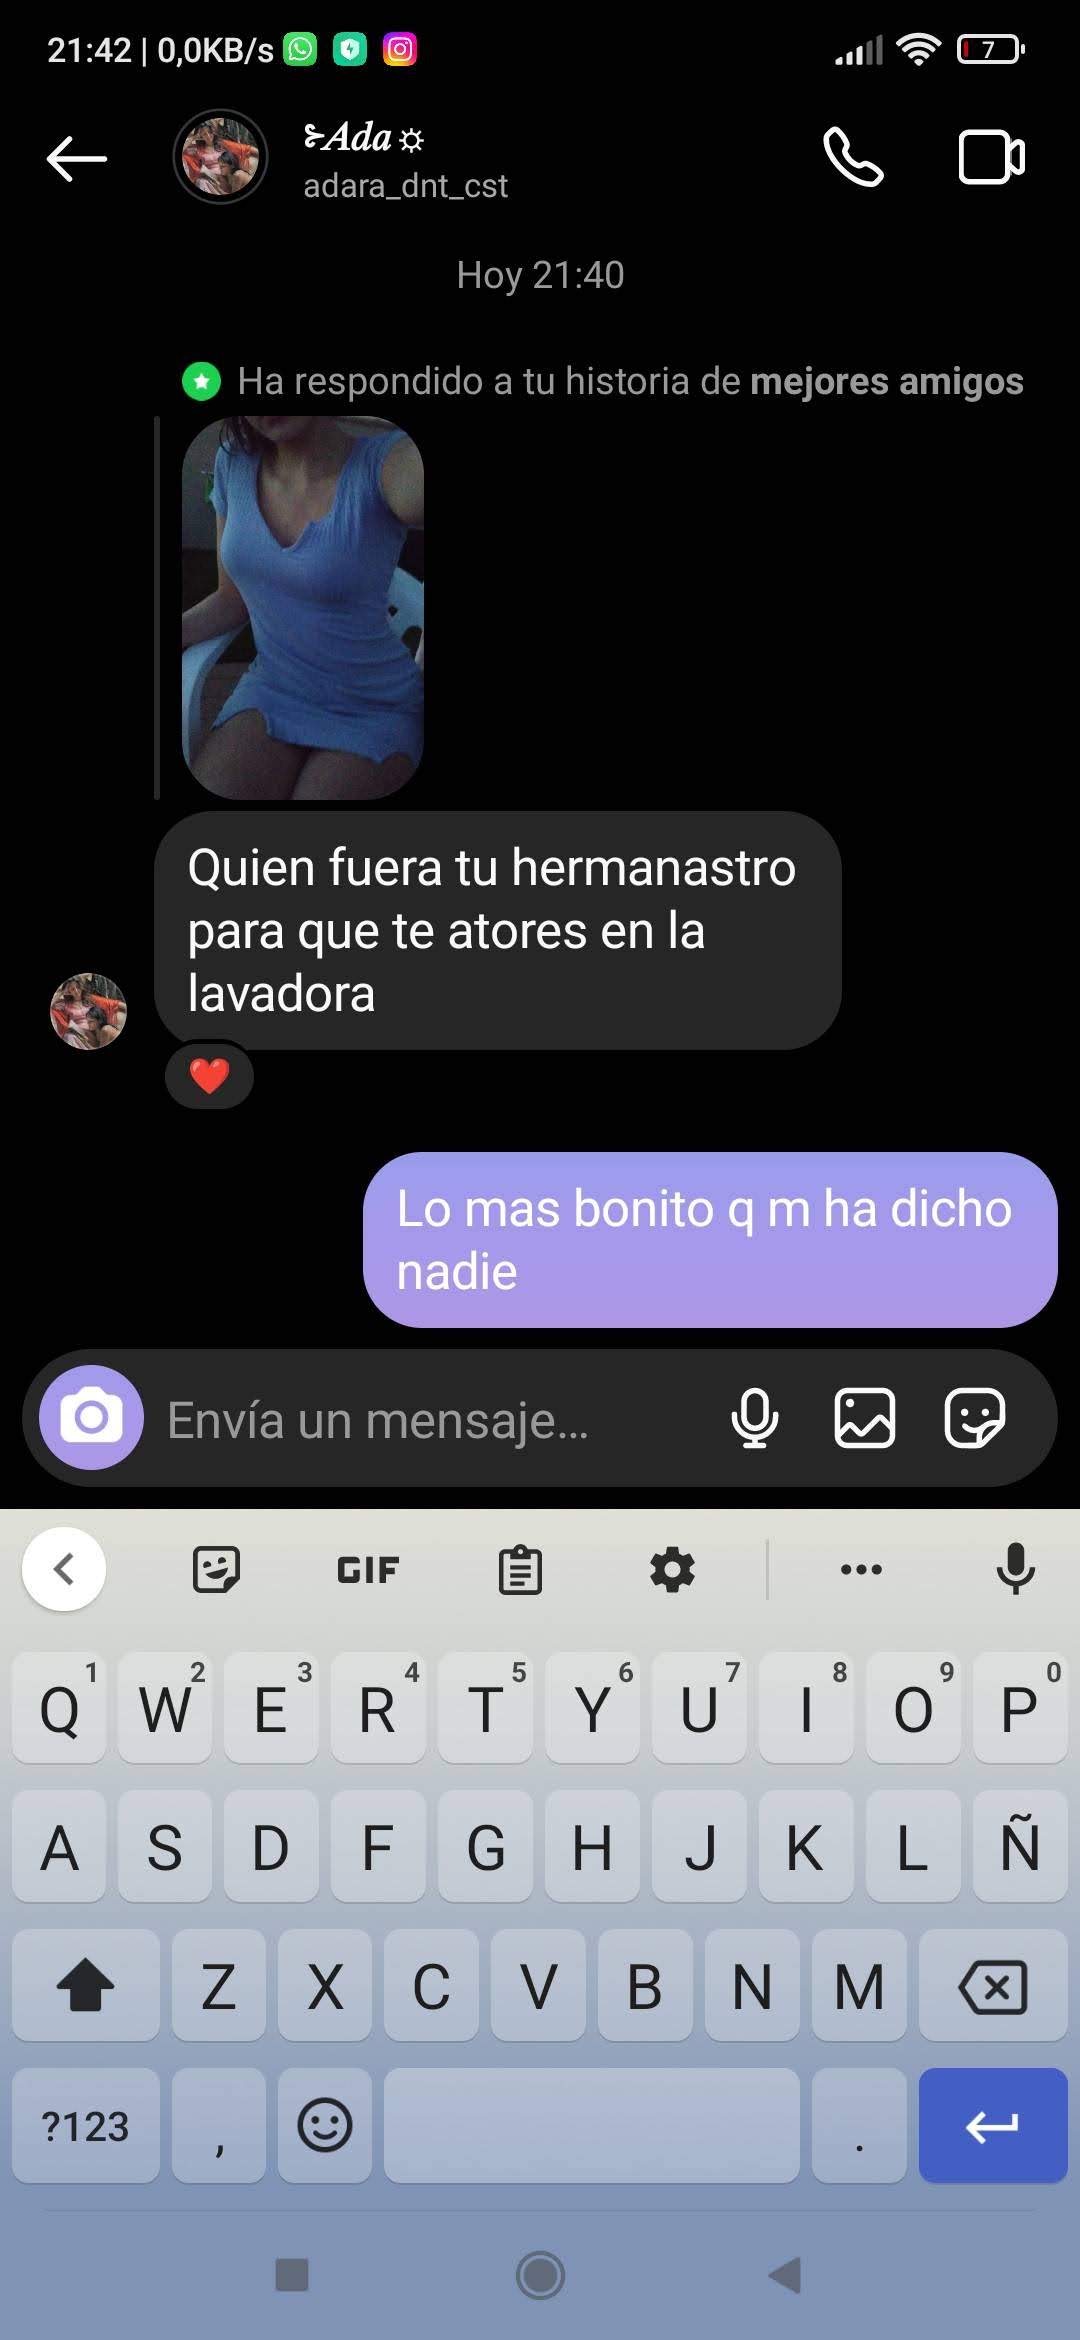 21:42 | 0,0KB/s
7
Ada
adara_dnt_cst
Hoy 21:40
Ha respondido a tu historia de mejores amigos
Quien fuera tu hermanastro
para que te atores en la
lavadora
❤️
Lo mas bonito q m ha dicho
nadie
Envía un mensaje...
GIF
1 2 3 4 5 6 7 8 9 0
Q W E R T Y U I O P
A S D F G H J K L Ñ
Z X C V B N M
?123 , .